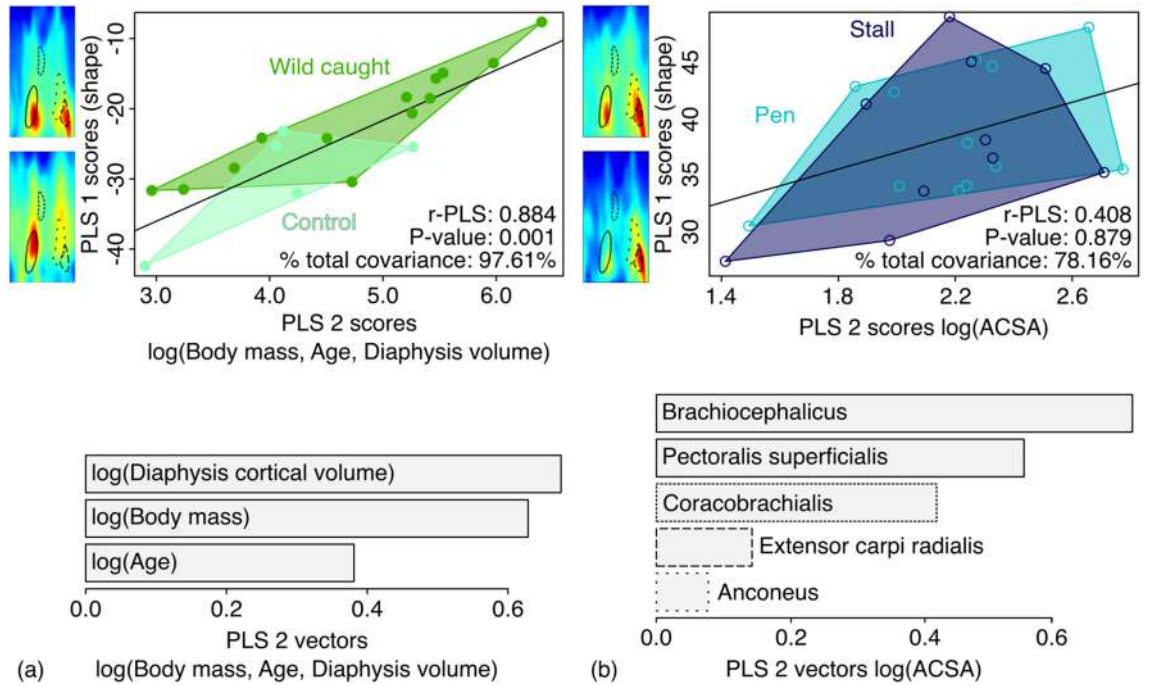 PLS 1 scores (shape)
-10
-20
-30
-40
Wild caught
Control
r-PLS: 0.884
P-value: 0.001
% total covariance: 97.61%
3.0 4.0 5.0 6.0
PLS 2 scores
log(Body mass, Age, Diaphysis volume)
PLS 1 scores (shape)
45
40
35
30
Stall
Pen
r-PLS: 0.408
P-value: 0.879
% total covariance: 78.16%
1.4 1.8 2.2 2.6
PLS 2 scores log(ACSA)
log(Diaphysis cortical volume)
log(Body mass)
log(Age)
0.0 0.2 0.4 0.6
PLS 2 vectors
(a) log(Body mass, Age, Diaphysis volume)
Brachiocephalicus
Pectoralis superficialis
Coracobrachialis
Extensor carpi radialis
Anconeus
0.0 0.2 0.4 0.6
(b) PLS 2 vectors log(ACSA)